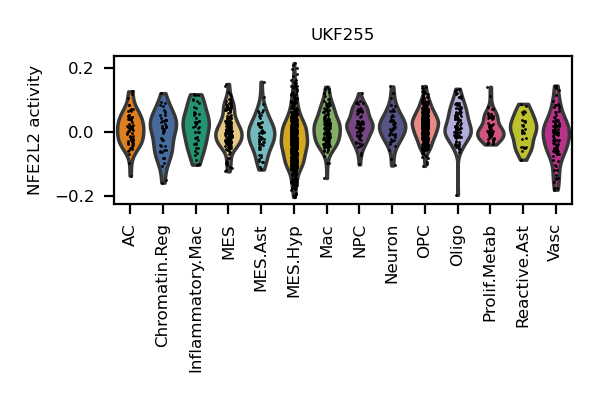 UKF255
NFE2L2 activity
0.2
0.0
−0.2
AC
Chromatin.Reg
Inflammatory.Mac
MES
MES.Ast
MES.Hyp
Mac
NPC
Neuron
OPC
Oligo
Prolif.Metab
Reactive.Ast
Vasc